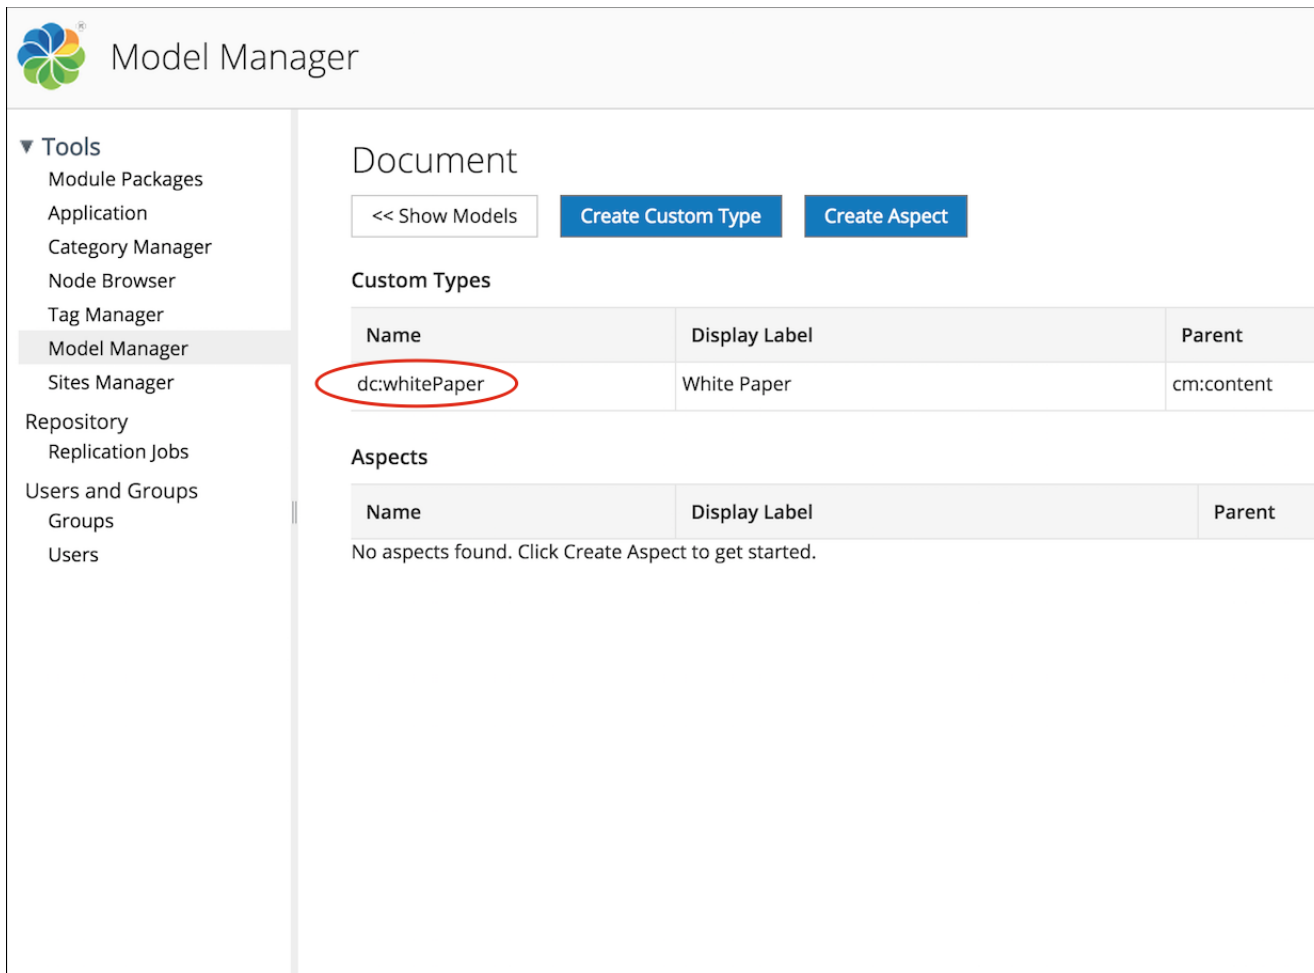 ®
Model Manager
▼ Tools
Module Packages
Application
Category Manager
Node Browser
Tag Manager
Model Manager
Sites Manager
Repository
Replication Jobs
Users and Groups
Groups
Users
Document
<< Show Models Create Custom Type Create Aspect
Custom Types
Name Display Label Parent
dc:whitePaper White Paper cm:content
Aspects
Name Display Label Parent
No aspects found. Click Create Aspect to get started.